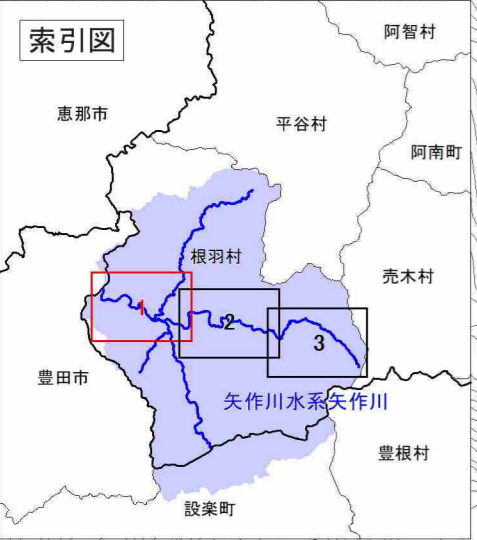 索引図
阿智村
恵那市
平谷村
阿南町
根羽村
売木村
1
2
3
豊田市
矢作川水系矢作川
豊根村
設楽町